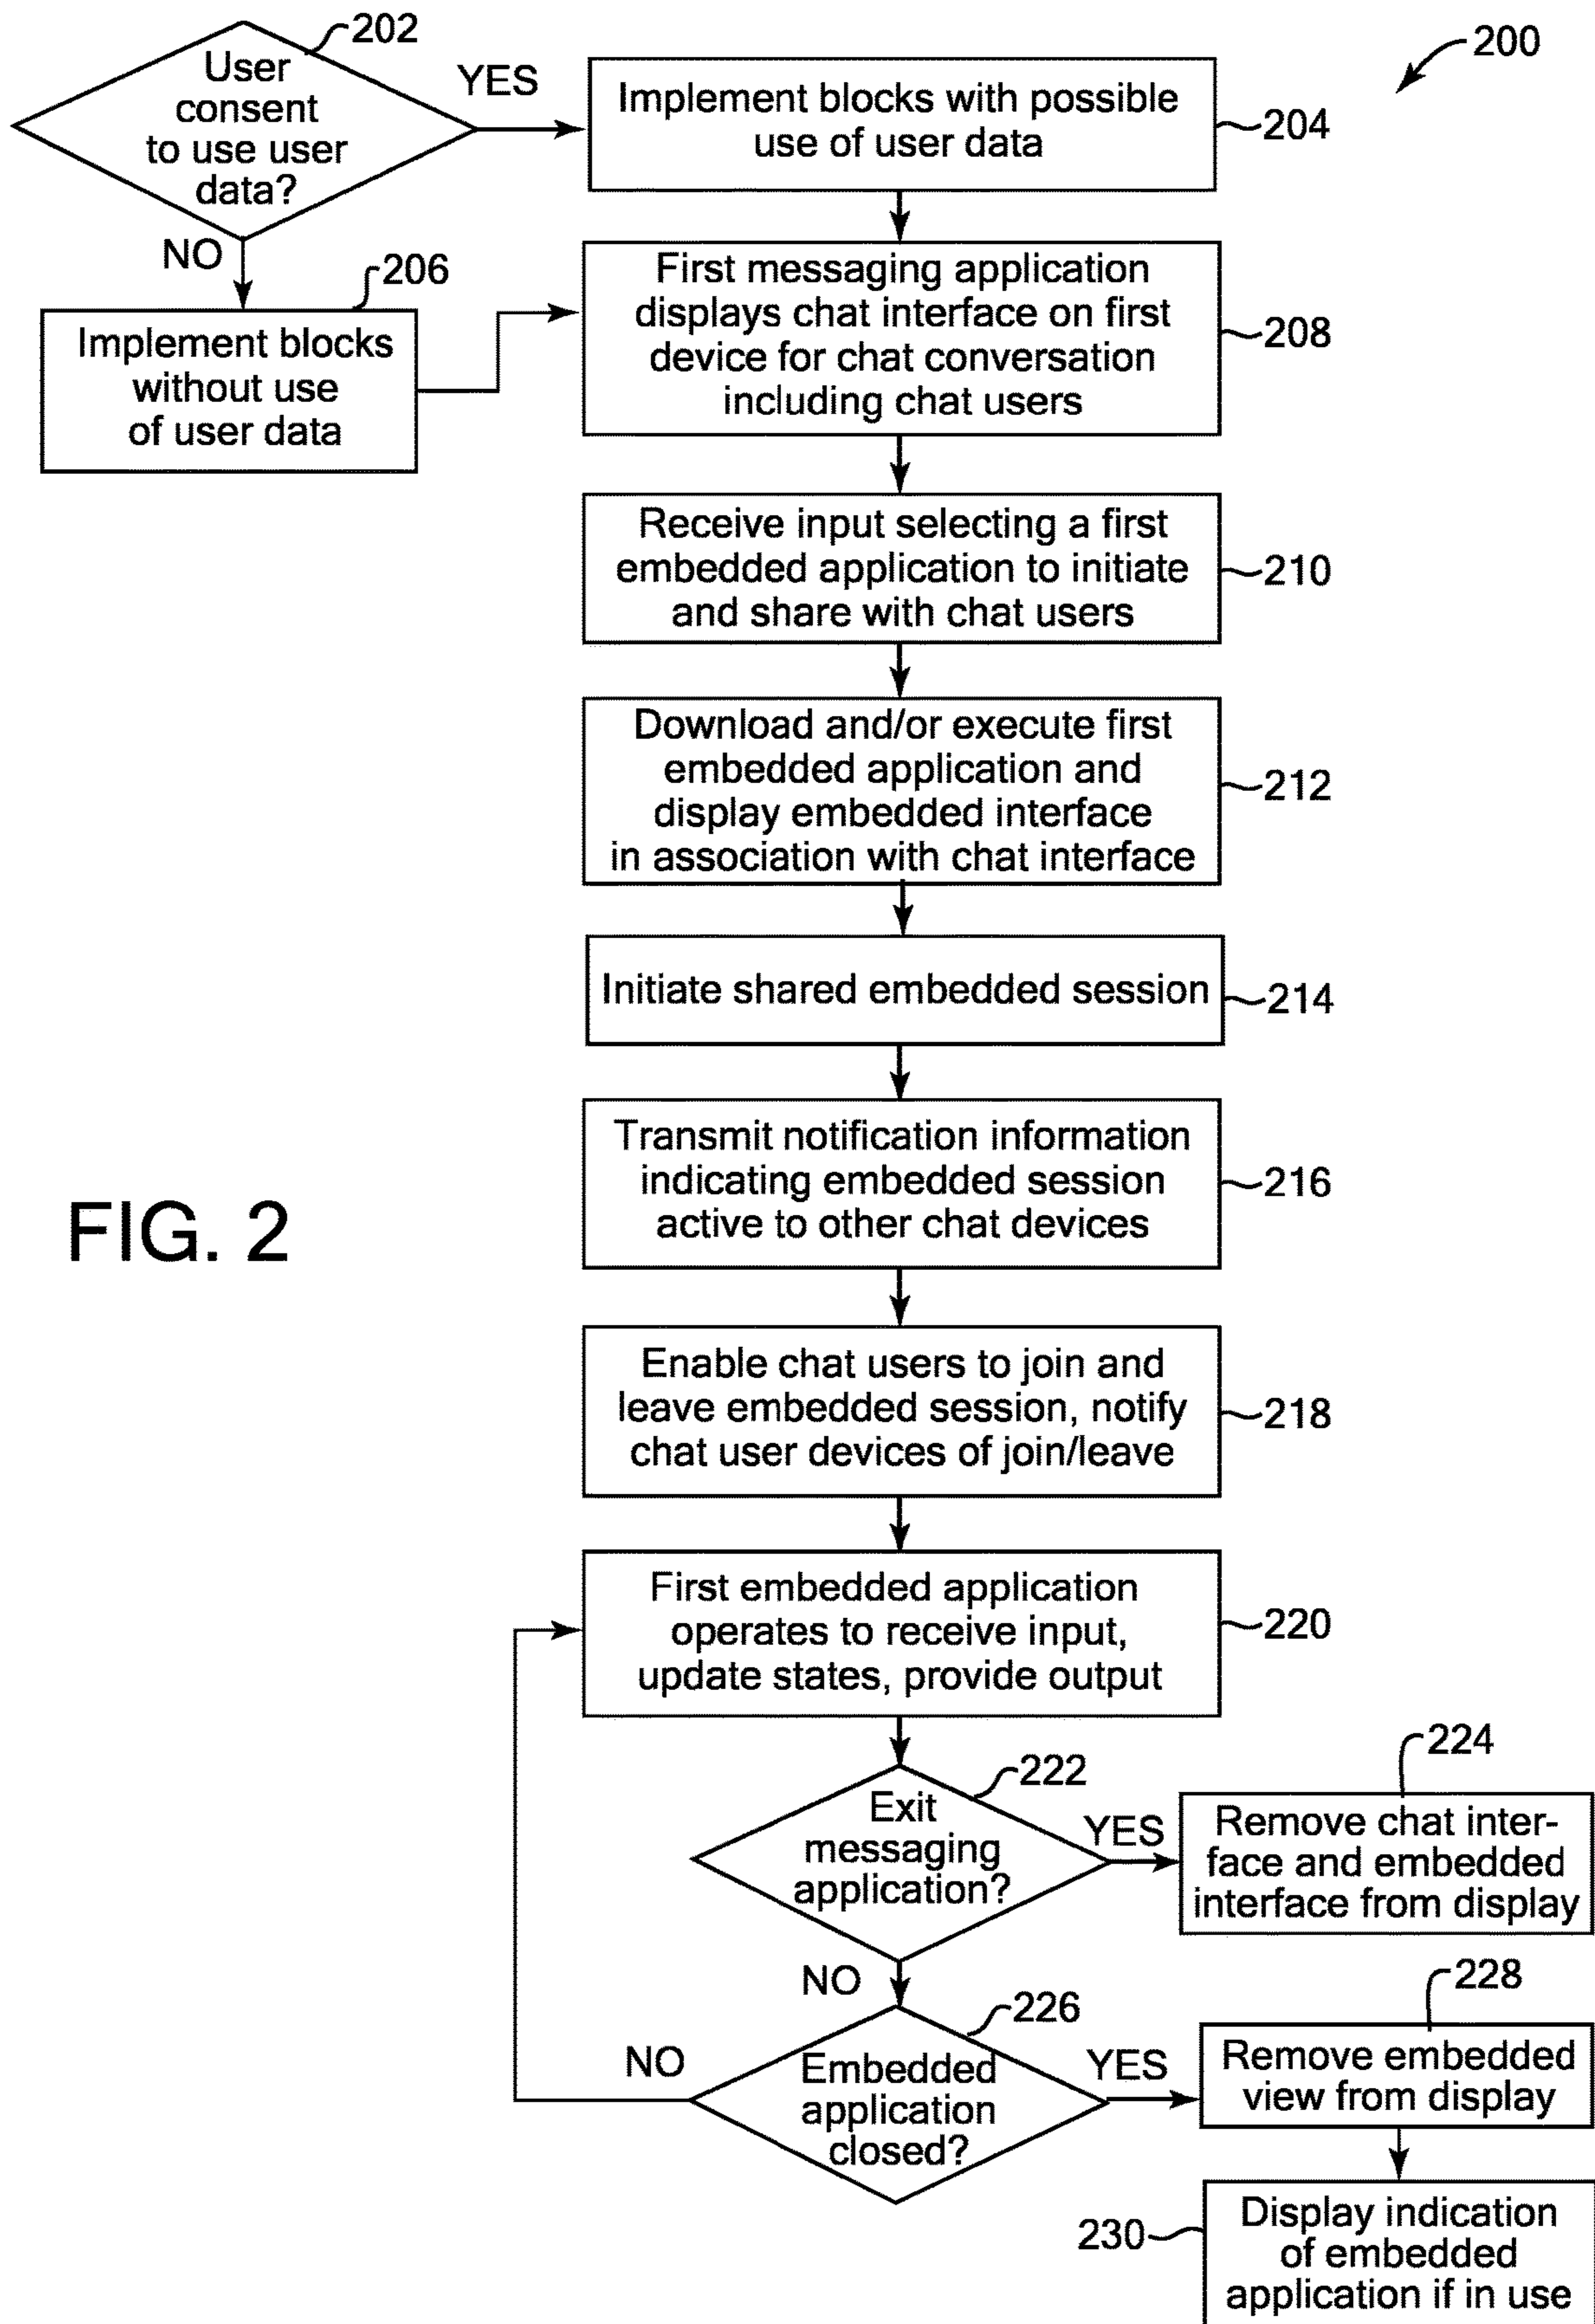 202
200
User
consent
to use user
data?
YES
Implement blocks with possible
use of user data
204
NO
206
Implement blocks
without use
of user data
First messaging application
displays chat interface on first
device for chat conversation
including chat users
208
Receive input selecting a first
embedded application to initiate
and share with chat users
210
Download and/or execute first
embedded application and
display embedded interface
in association with chat interface
212
Initiate shared embedded session
214
Transmit notification information
indicating embedded session
active to other chat devices
216
FIG. 2
Enable chat users to join and
leave embedded session, notify
chat user devices of join/leave
218
First embedded application
operates to receive input,
update states, provide output
220
222
Exit
messaging
application?
YES
224
Remove chat inter-
face and embedded
interface from display
NO
226
Embedded
application
closed?
NO
YES
228
Remove embedded
view from display
230
Display indication
of embedded
application if in use